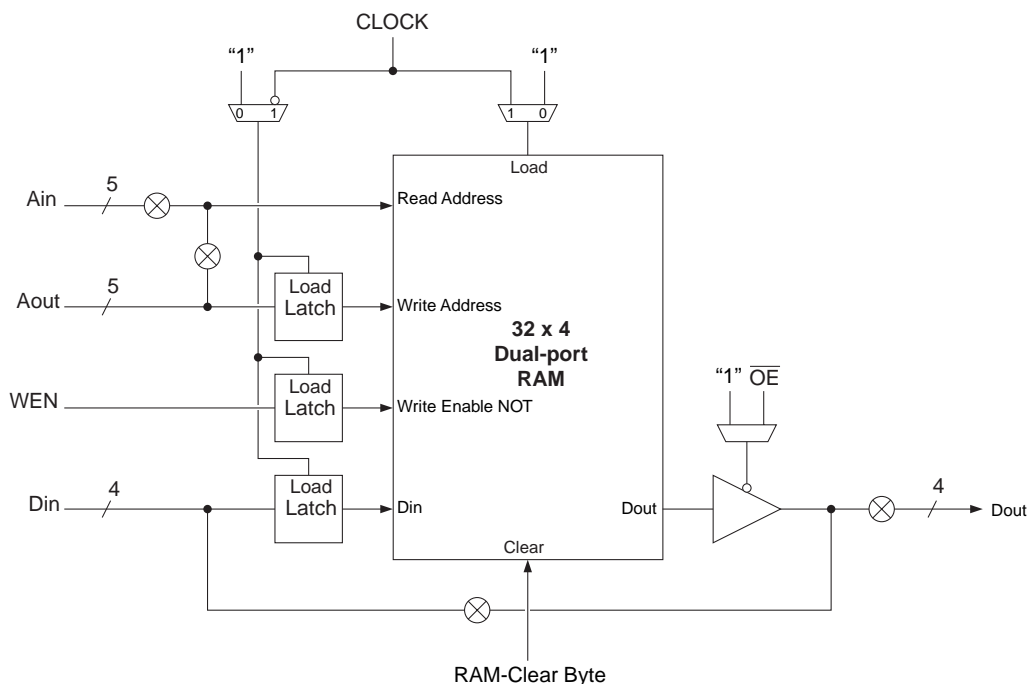 CLOCK
“1”
“1”
0 1
1 0
Load
Ain
5
Read Address
Aout
5
Load
Latch
Write Address
32 x 4
Dual-port
RAM
“1” O̅E̅
WEN
Load
Latch
Write Enable NOT
Din
4
Load
Latch
Din
Dout
4
Dout
Clear
RAM-Clear Byte